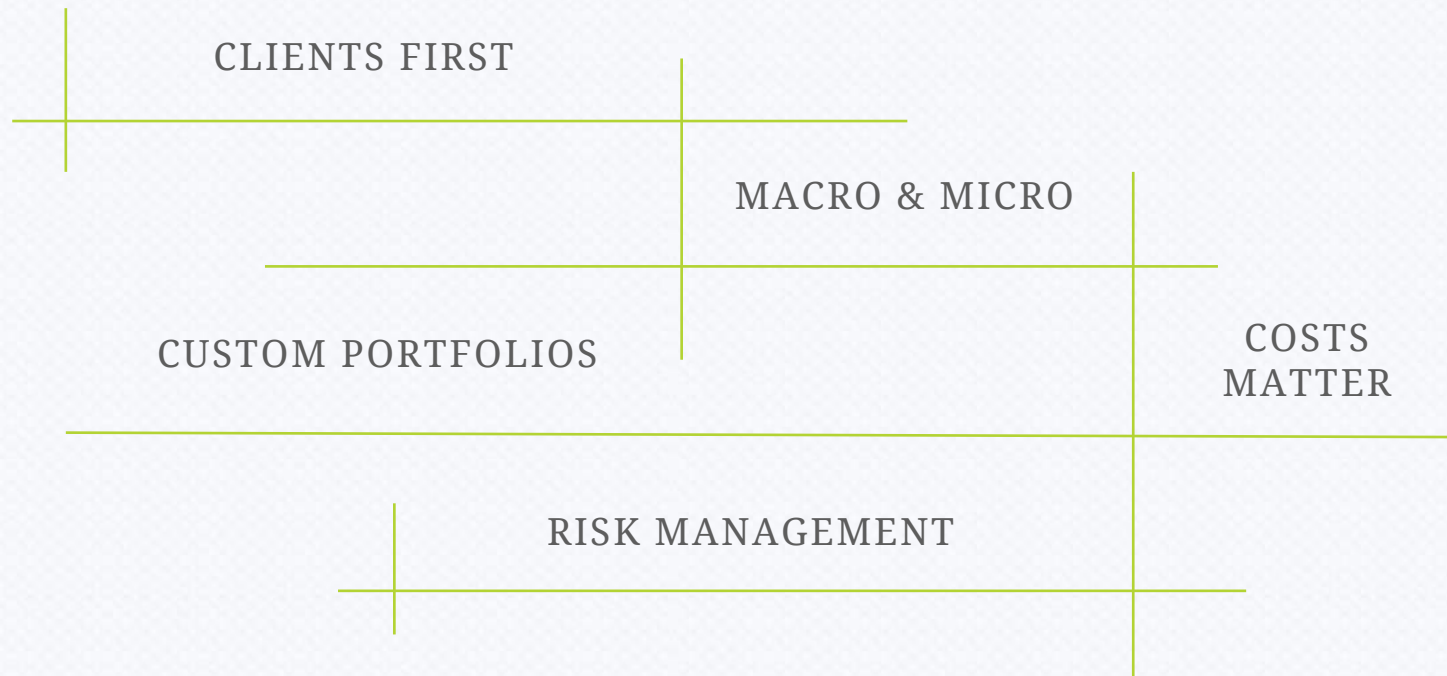 CLIENTS FIRST
MACRO & MICRO
CUSTOM PORTFOLIOS
COSTS
MATTER
RISK MANAGEMENT